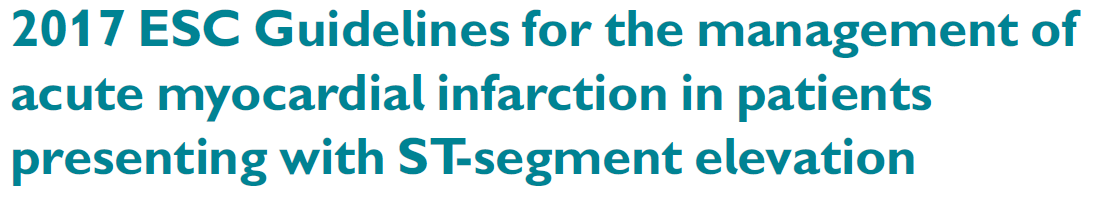 2017 ESC Guidelines for the management of
acute myocardial infarction in patients
presenting with ST-segment elevation